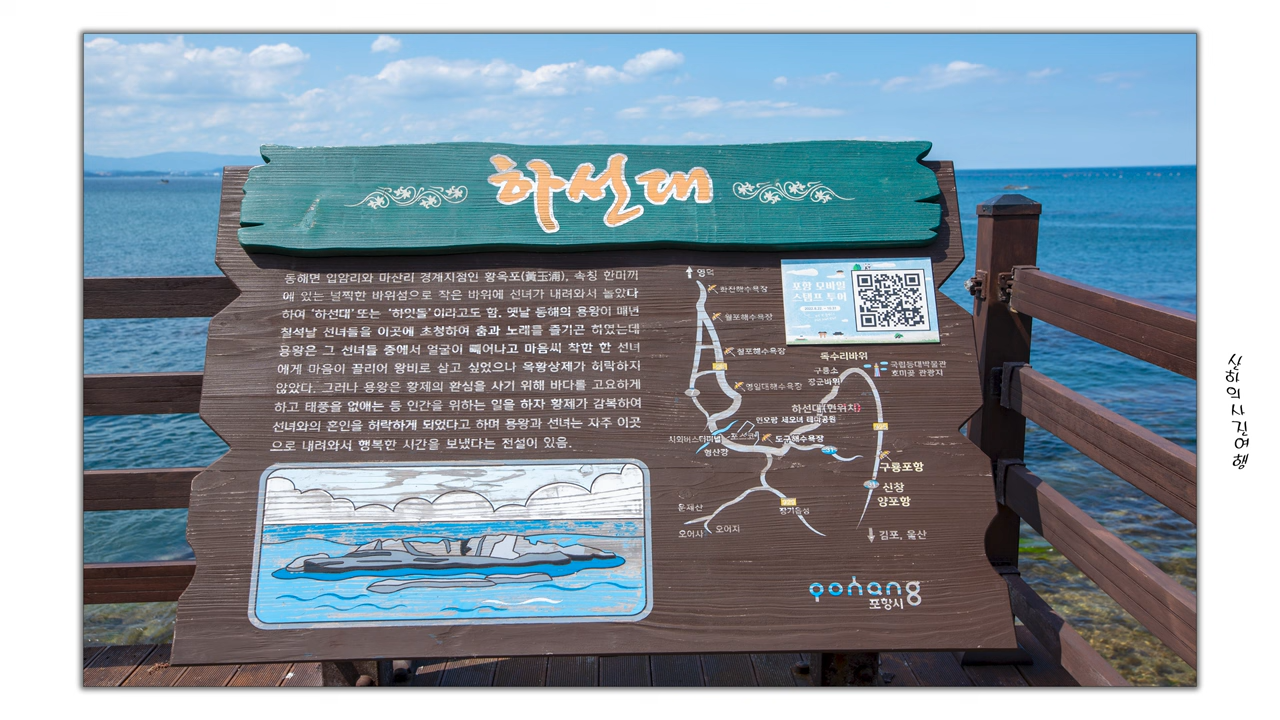 하선대
동해면 입암리와 마산리 경계지점인 황옥포(黃玉浦), 속칭 한미끼
에 있는 널찍한 바위섬으로 작은 바위에 선녀가 내려와서 놀았다
하여 '하선대' 또는 '하잇돌'이라고도 함. 옛날 동해의 용왕이 매년
칠석날 선녀들을 이곳에 초청하여 춤과 노래를 즐기곤 하였는데
용왕은 그 선녀들 중에서 얼굴이 빼어나고 마음씨 착한 한 선녀
에게 마음이 끌리어 왕비로 삼고 싶었으나 옥황상제가 허락하지
않았다. 그러나 용왕은 황제의 환심을 사기 위해 바다를 고요하게
하고 태풍을 없애는 등 인간을 위하는 일을 하자 황제가 감복하여
선녀와의 혼인을 허락하게 되었다고 하며 용왕과 선녀는 자주 이곳
으로 내려와서 행복한 시간을 보냈다는 전설이 있음.
영덕
화진해수욕장
월포해수욕장
칠포해수욕장
영일대해수욕장
포항 모바일
스탬프 투어
독수리바위
구룡소
장군바위
국립등대박물관
호미곶 관광지
하선대(현위치)
연오랑 세오녀 테마공원
시외버스터미널
포스코
도구해수욕장
형산강
31
구룡포항
31
신창
양포항
운제산
오어사
오어지
장기읍성
감포, 울산
pohang
포항시
산하의 사진여행